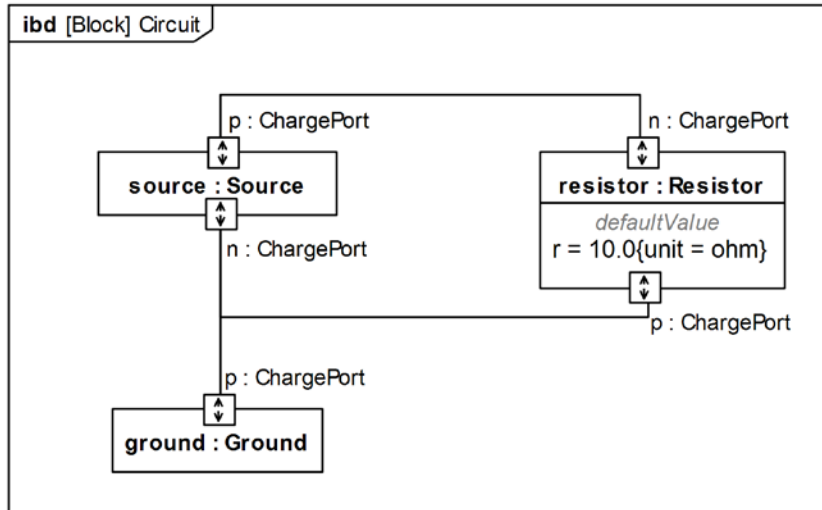 ibd [Block] Circuit
p : ChargePort
n : ChargePort
source : Source
resistor : Resistor
defaultValue
r = 10.0{unit = ohm}
n : ChargePort
p : ChargePort
p : ChargePort
ground : Ground